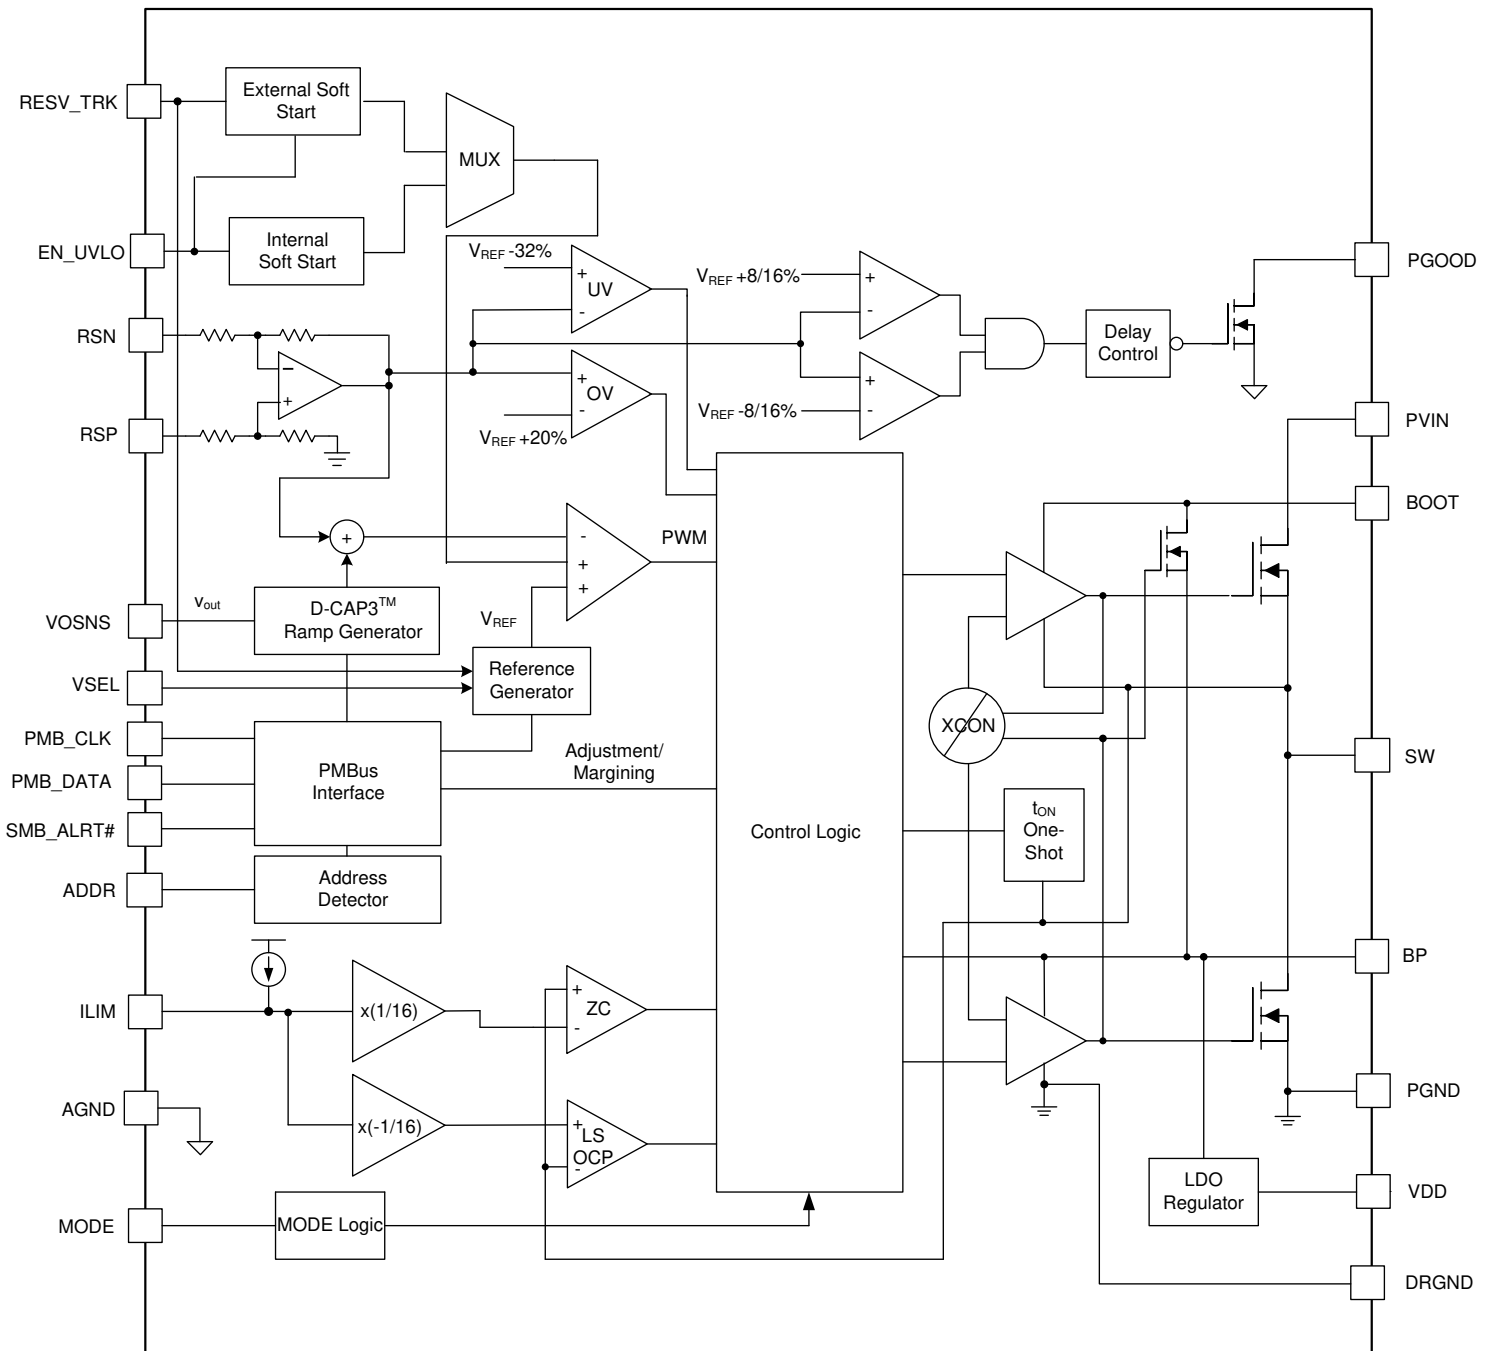 RESV_TRK
External Soft
Start
MUX
EN_UVLO
Internal
Soft Start
VREF -32%
+
UV
-
VREF +8/16%
+
-
PGOOD
RSN
RSP
−
+
+
OV
-
VREF +20%
+
-
VREF -8/16%
Delay
Control
PVIN
BOOT
+
-
+
+
PWM
VOSNS
vout
D-CAP3TM
Ramp Generator
VREF
VSEL
Reference
Generator
PMB_CLK
PMB_DATA
SMB_ALRT#
PMBus
Interface
Adjustment/
Margining
Control Logic
XCON
SW
tON
One-
Shot
ADDR
Address
Detector
ILIM
x(1/16)
+
ZC
-
BP
AGND
x(-1/16)
+
LS
OCP
-
PGND
LDO
Regulator
VDD
MODE
MODE Logic
DRGND